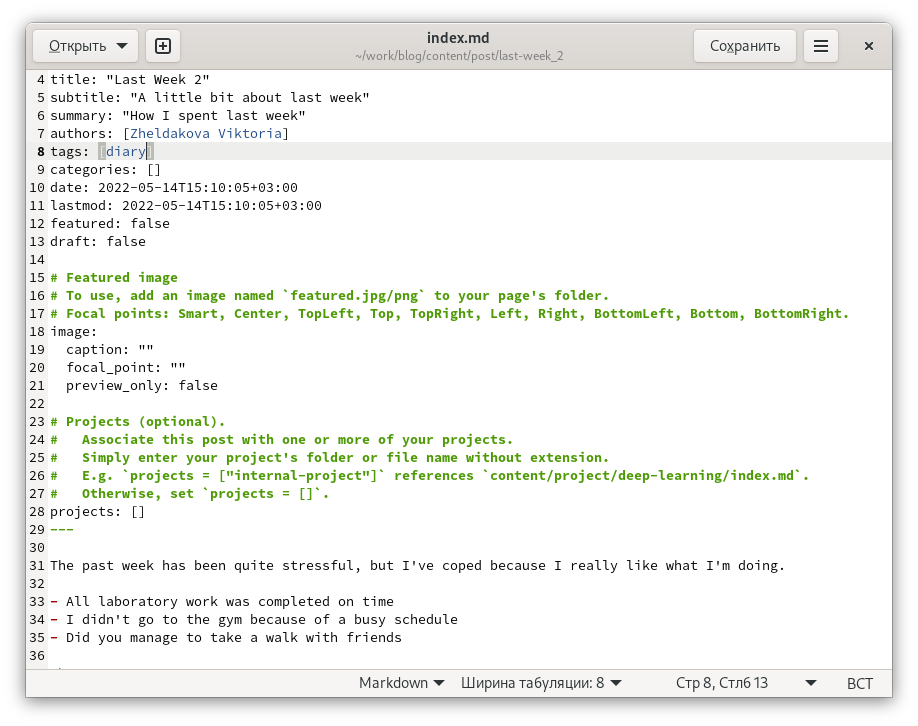 Открыть
index.md
~/work/blog/content/post/last-week_2
Сохранить
4 title: "Last Week 2"
5 subtitle: "A little bit about last week"
6 summary: "How I spent last week"
7 authors: [Zheldakova Viktoria]
8 tags: [diary]
9 categories: []
10 date: 2022-05-14T15:10:05+03:00
11 lastmod: 2022-05-14T15:10:05+03:00
12 featured: false
13 draft: false
14
15 # Featured image
16 # To use, add an image named `featured.jpg/png` to your page's folder.
17 # Focal points: Smart, Center, TopLeft, Top, TopRight, Left, Right, BottomLeft, Bottom, BottomRight.
18 image:
19   caption: ""
20   focal_point: ""
21   preview_only: false
22
23 # Projects (optional).
24 #   Associate this post with one or more of your projects.
25 #   Simply enter your project's folder or file name without extension.
26 #   E.g. `projects = ["internal-project"]` references `content/project/deep-learning/index.md`.
27 #   Otherwise, set `projects = []`.
28 projects: []
29 ---
30
31 The past week has been quite stressful, but I've coped because I really like what I'm doing.
32
33 - All laboratory work was completed on time
34 - I didn't go to the gym because of a busy schedule
35 - Did you manage to take a walk with friends
36
Markdown Ширина табуляции: 8 Стр 8, Стлб 13 ВСТ